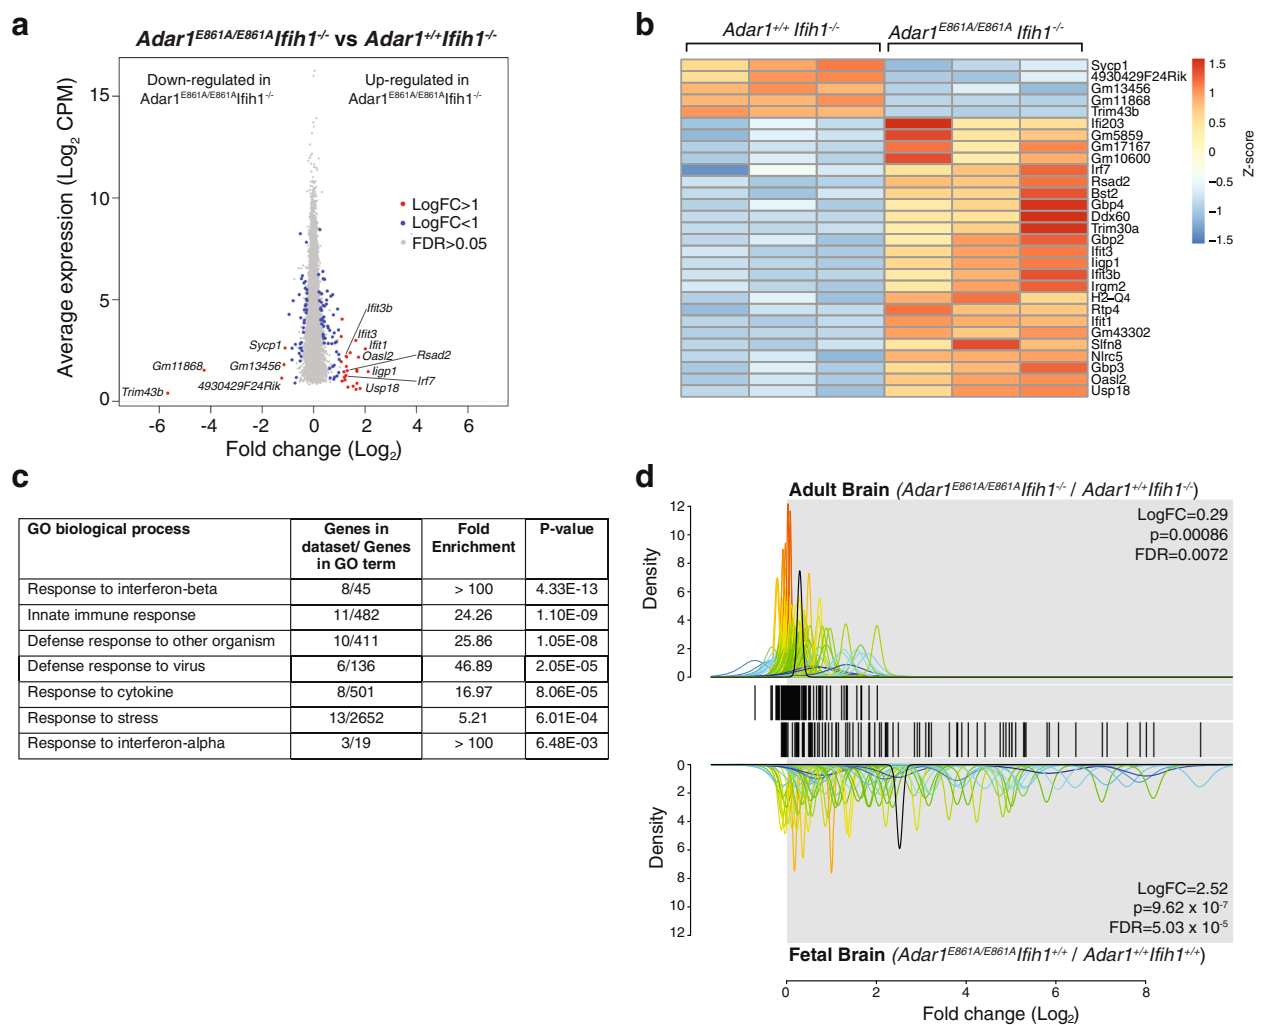 a
Adar1E861A/E861AIfih1-/- vs Adar1+/+Ifih1-/-
Down-regulated in
Adar1E861A/E861AIfih1-/-
Up-regulated in
Adar1E861A/E861AIfih1-/-
Average expression (Log2 CPM)
15
10
5
0
LogFC>1
LogFC<1
FDR>0.05
Ifit3b
Ifit3
Ifit1
Oasl2
Rsad2
Iigp1
Irf7
Usp18
Sycp1
Gm11868
Gm13456
4930429F24Rik
Trim43b
-6 -4 -2 0 2 4 6
Fold change (Log2)
b
Adar1+/+ Ifih1-/-
Adar1E861A/E861A Ifih1-/-
Sycp1
4930429F24Rik
Gm13456
Gm11868
Trim43b
Ifi203
Gm5859
Gm17167
Gm10600
Irf7
Rsad2
Bst2
Gbp4
Ddx60
Trim30a
Gbp2
Ifit3
Iigp1
Ifit3b
Irgm2
H2-Q4
Rtp4
Ifit1
Gm43302
Slfn8
Nlrc5
Gbp3
Oasl2
Usp18
1.5
1
0.5
0
−0.5
−1
−1.5
Z-score
c
GO biological process
Genes in dataset/ Genes in GO term
Fold Enrichment
P-value
Response to interferon-beta 8/45 > 100 4.33E-13
Innate immune response 11/482 24.26 1.10E-09
Defense response to other organism 10/411 25.86 1.05E-08
Defense response to virus 6/136 46.89 2.05E-05
Response to cytokine 8/501 16.97 8.06E-05
Response to stress 13/2652 5.21 6.01E-04
Response to interferon-alpha 3/19 > 100 6.48E-03
d
Adult Brain (Adar1E861A/E861AIfih1-/- / Adar1+/+Ifih1-/-)
LogFC=0.29
p=0.00086
FDR=0.0072
Density
12
10
8
6
4
2
0
0
2
4
6
8
10
12
Density
LogFC=2.52
p=9.62 x 10-7
FDR=5.03 x 10-5
Fetal Brain (Adar1E861A/E861AIfih1+/+ / Adar1+/+Ifih1+/+)
0 2 4 6 8
Fold change (Log2)